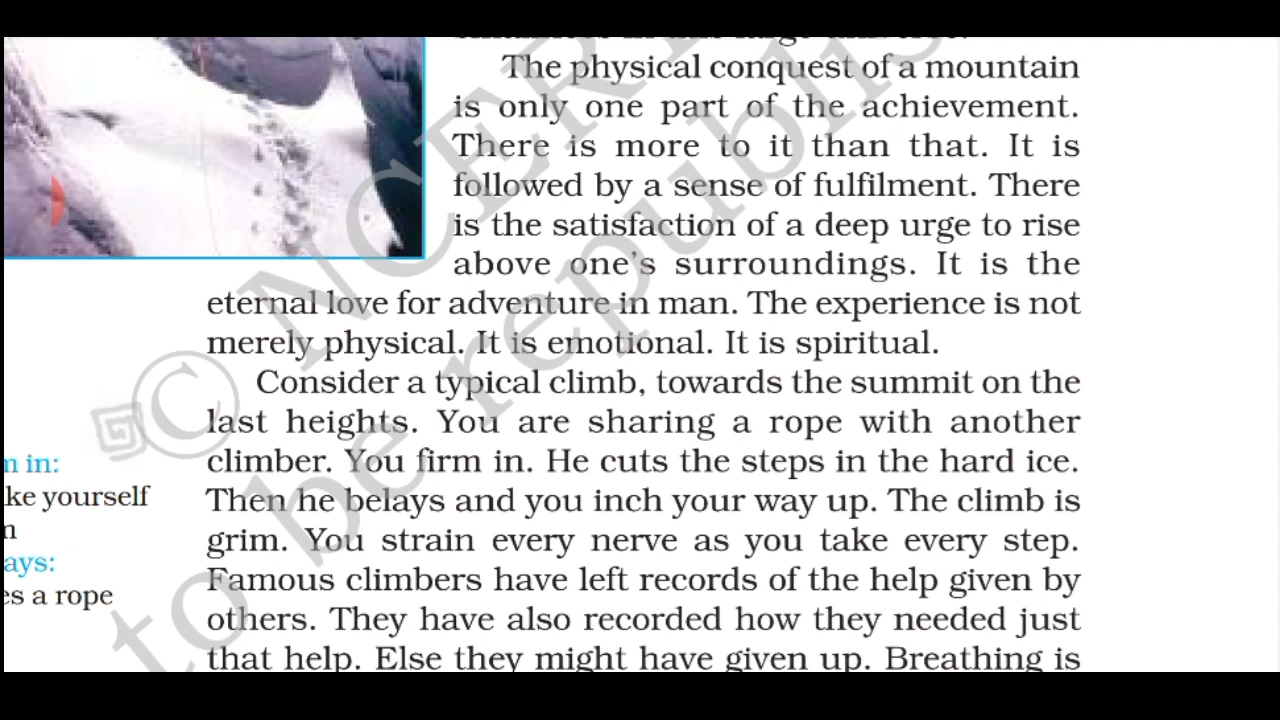 The physical conquest of a mountain
is only one part of the achievement.
There is more to it than that. It is
followed by a sense of fulfilment. There
is the satisfaction of a deep urge to rise
above one's surroundings. It is the
eternal love for adventure in man. The experience is not
merely physical. It is emotional. It is spiritual.
Consider a typical climb, towards the summit on the
last heights. You are sharing a rope with another
climber. You firm in. He cuts the steps in the hard ice.
Then he belays and you inch your way up. The climb is
grim. You strain every nerve as you take every step.
Famous climbers have left records of the help given by
others. They have also recorded how they needed just
that help. Else they might have given up. Breathing is
m in:
ke yourself
n
ays:
es a rope
© NCER
to be republis